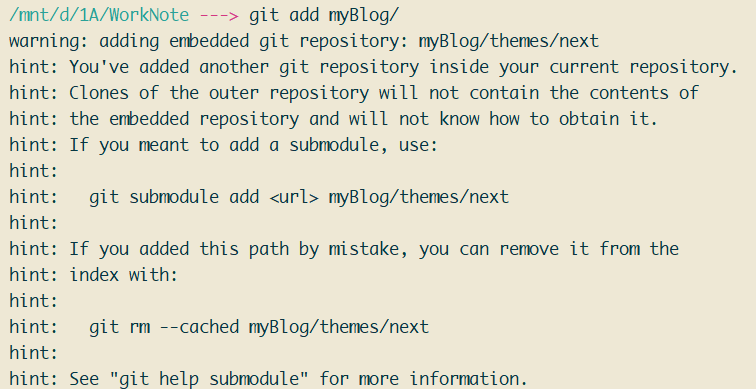 /mnt/d/1A/WorkNote ---> git add myBlog/
warning: adding embedded git repository: myBlog/themes/next
hint: You've added another git repository inside your current repository.
hint: Clones of the outer repository will not contain the contents of
hint: the embedded repository and will not know how to obtain it.
hint: If you meant to add a submodule, use:
hint:
hint:   git submodule add <url> myBlog/themes/next
hint:
hint: If you added this path by mistake, you can remove it from the
hint: index with:
hint:
hint:   git rm --cached myBlog/themes/next
hint:
hint: See "git help submodule" for more information.